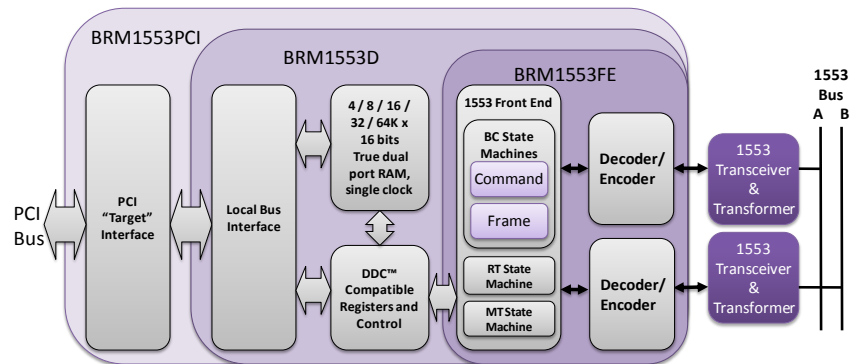 BRM1553PCI
BRM1553D
BRM1553FE
1553
Bus
A B
PCI
Bus
PCI
“Target”
Interface
Local Bus
Interface
4 / 8 / 16 /
32 / 64K x
16 bits
True dual
port RAM,
single clock
DDC™
Compatible
Registers and
Control
1553 Front End
BC State
Machines
Command
Frame
RT State
Machine
MT State
Machine
Decoder/
Encoder
Decoder/
Encoder
1553
Transceiver
&
Transformer
1553
Transceiver
&
Transformer